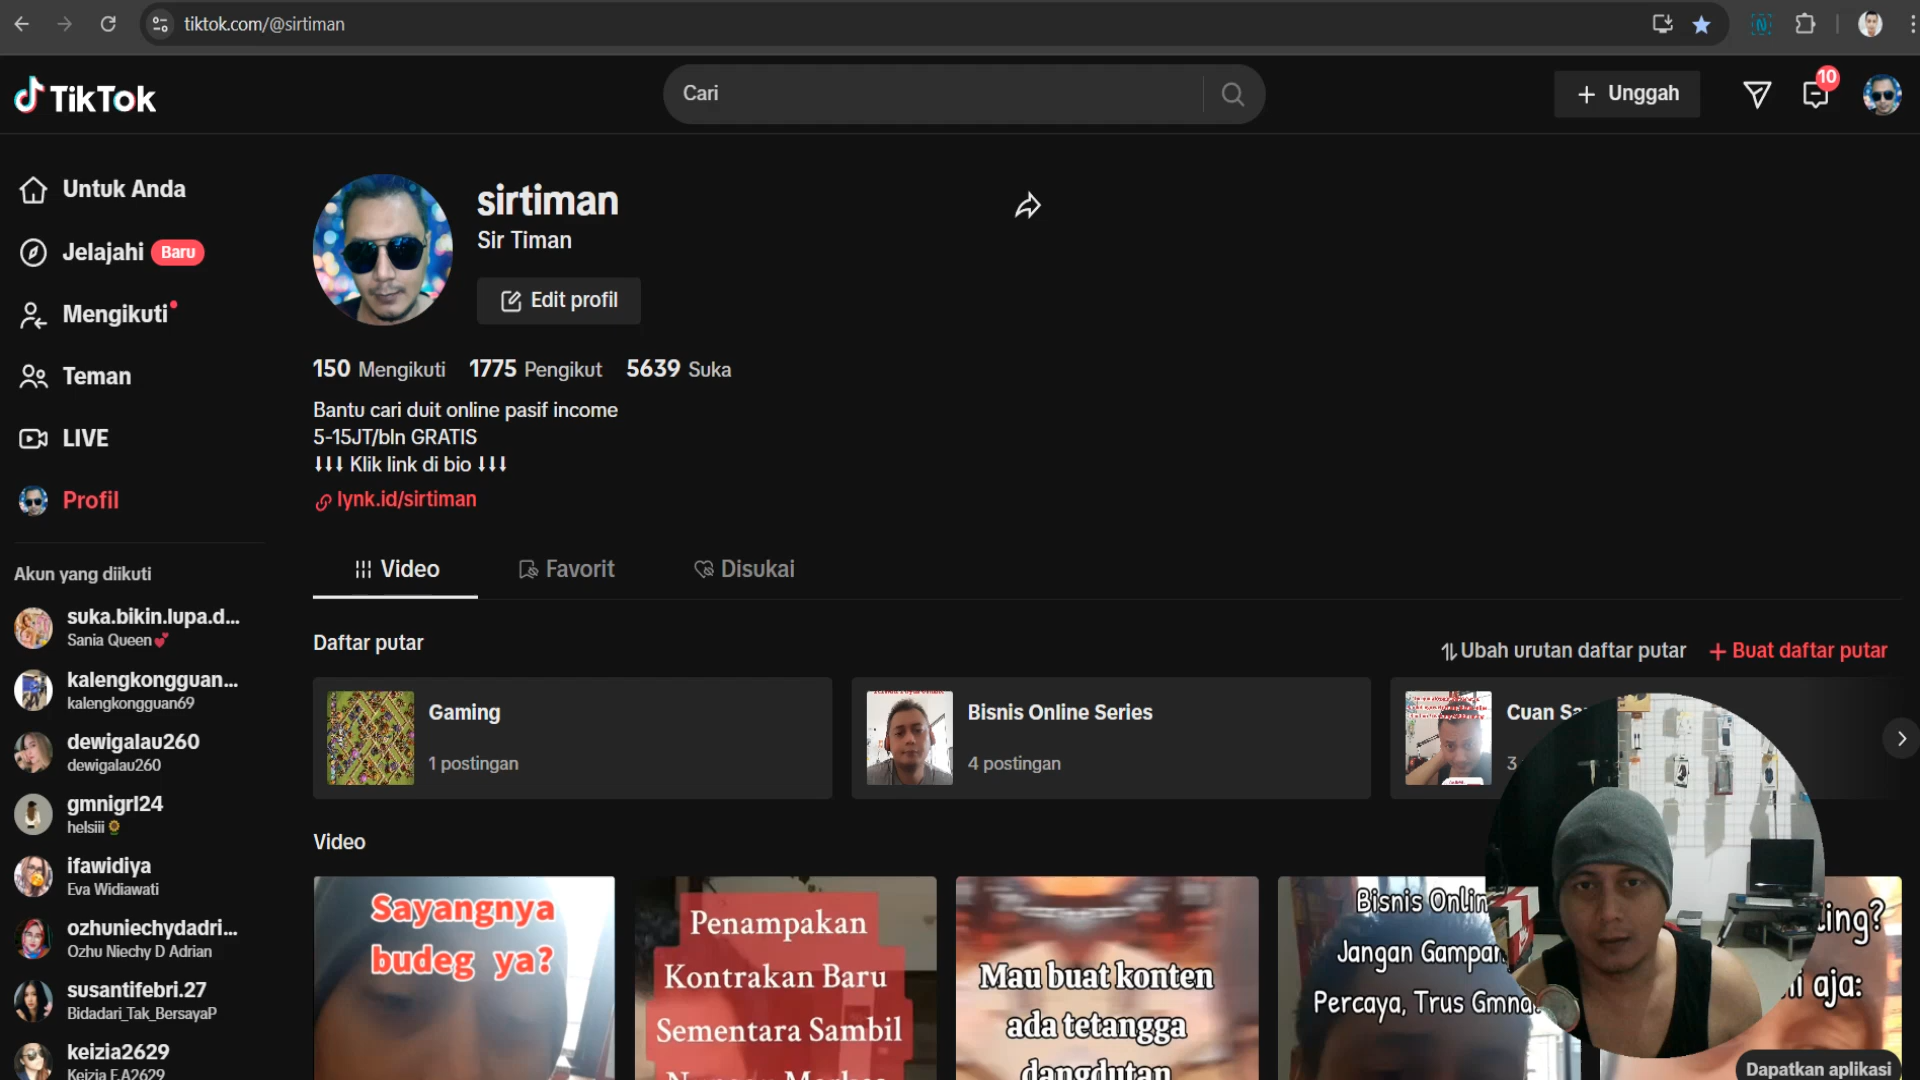 tiktok.com/@sirtiman
TikTok
Cari
Unggah
10
Untuk Anda
Jelajahi Baru
Mengikuti
Teman
LIVE
Profil
Akun yang diikuti
suka.bikin.lupa.d...
Sania Queen💕
kalengkongguan...
kalengkongguan69
dewigalau260
dewigalau260
gmnigrl24
helsiii🌻
ifawidiya
Eva Widiawati
ozhuniechydadri...
Ozhu Niechy D Adrian
susantifebri.27
Bidadari_Tak_BersayaP
keizia2629
Keizia F.A2629
sirtiman
Sir Timan
Edit profil
150 Mengikuti 1775 Pengikut 5639 Suka
Bantu cari duit online pasif income
5-15JT/bln GRATIS
⭣⭣⭣ Klik link di bio ⭣⭣⭣
lynk.id/sirtiman
Video Favorit Disukai
Daftar putar
Ubah urutan daftar putar + Buat daftar putar
Gaming
1 postingan
Bisnis Online Series
4 postingan
Cuan
3
Video
Sayangnya
budeg ya?
Penampakan
Kontrakan Baru
Sementara Sambil
Mau buat konten
ada tetangga
dangdutan
Bisnis Onlin
Jangan Gampan
Percaya, Trus Gmna
ing?
aja:
Dapatkan aplikasi